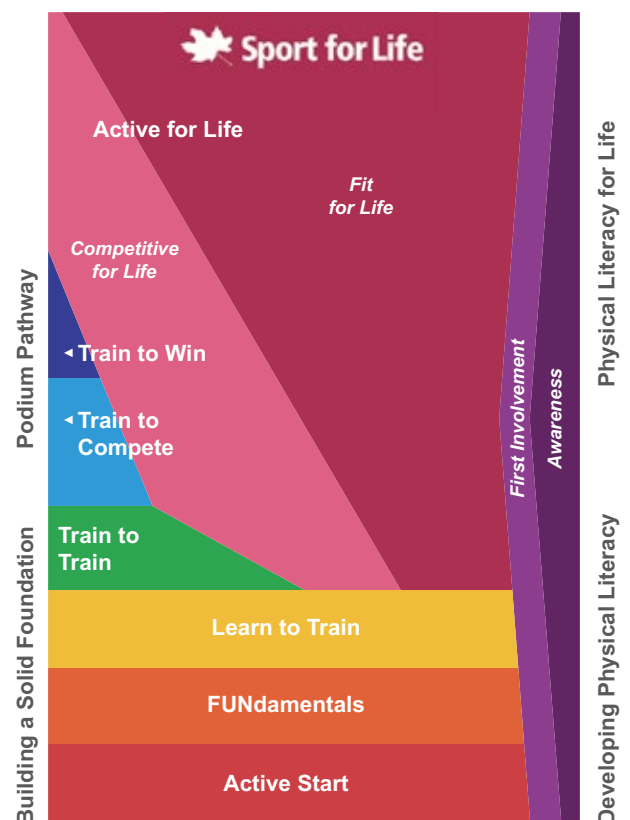 Sport for Life
Active for Life
Fit
for Life
Competitive
for Life
Train to Win
Train to
Compete
Train to
Train
Learn to Train
FUNdamentals
Active Start
First Involvement
Awareness
Podium Pathway
Building a Solid Foundation
Physical Literacy for Life
Developing Physical Literacy